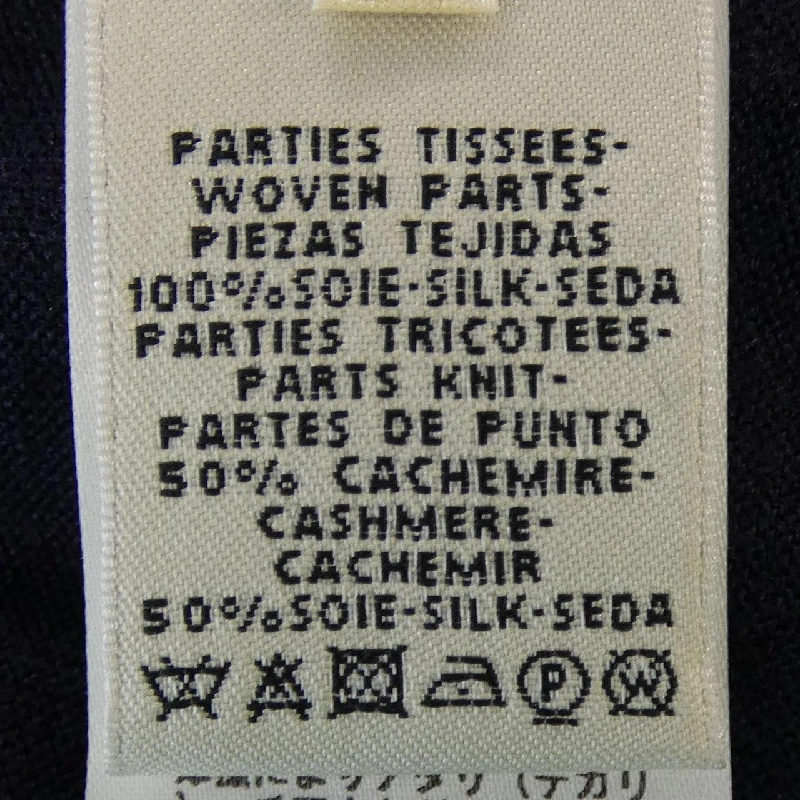 PARTIES TISSEES-
WOVEN PARTS-
PIEZAS TEJIDAS
100%SOIE-SILK-SEDA
PARTIES TRICOTEES-
PARTS KNIT-
PARTES DE PUNTO
50% CACHEMIRE-
CASHMERE-
CACHEMIR
50%SOIE-SILK-SEDA
P W